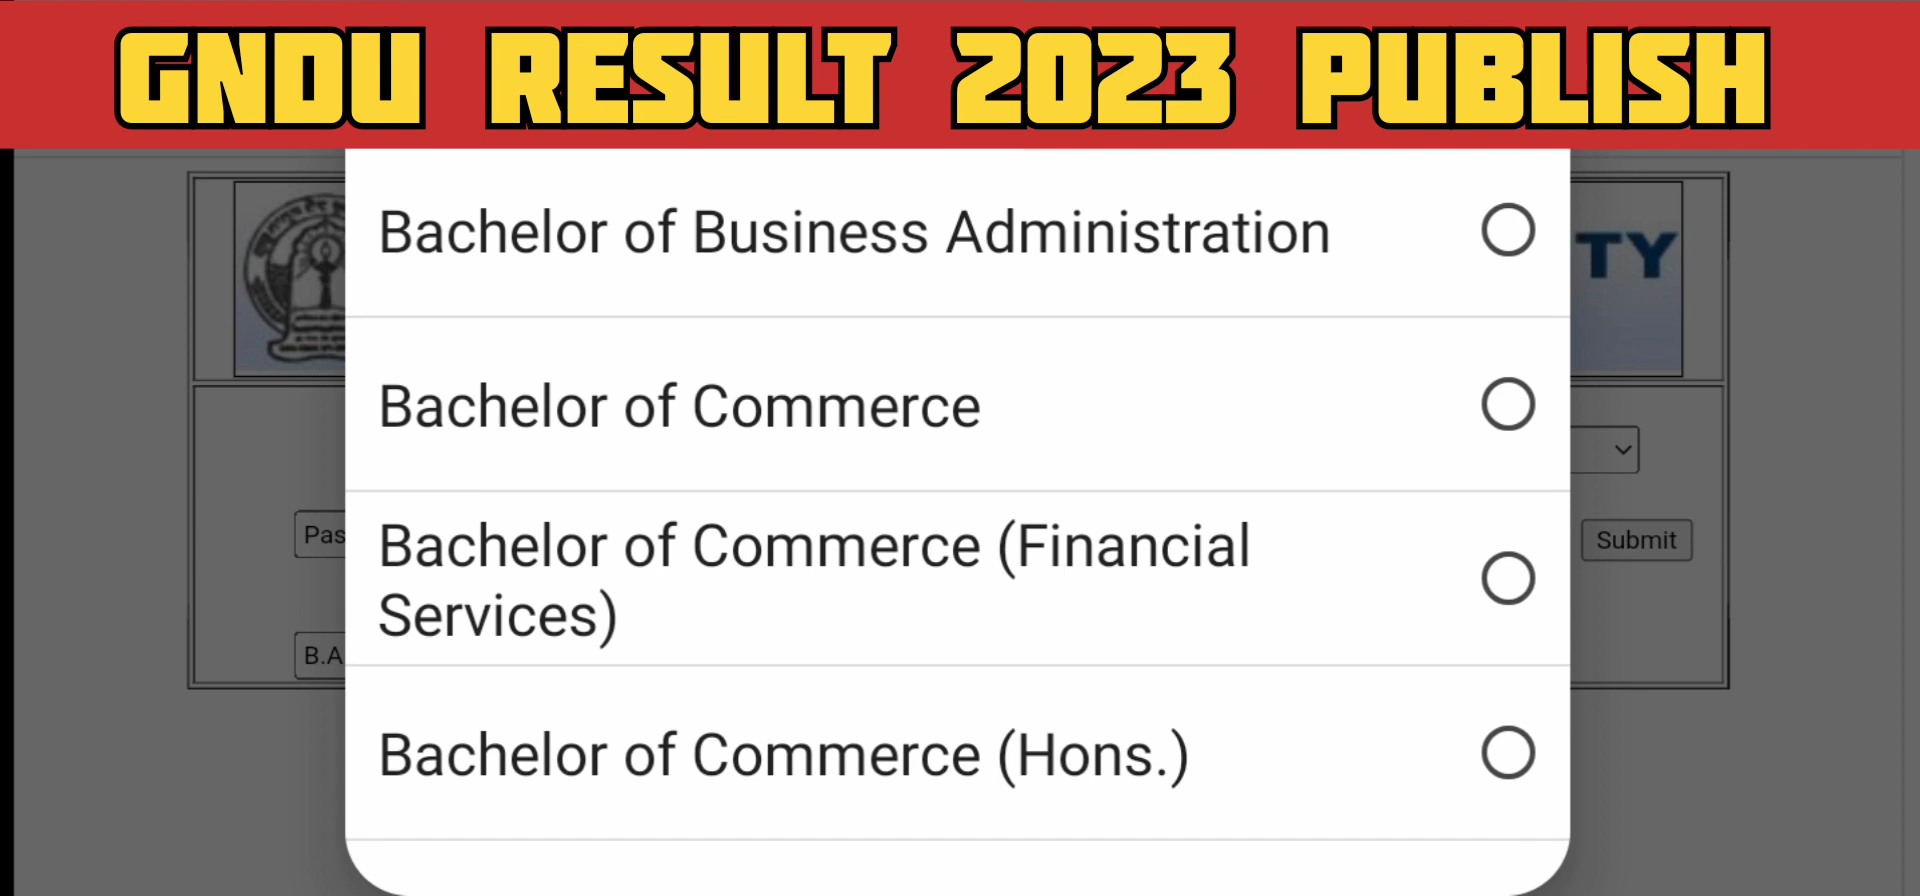 GNDU RESULT 2023 PUBLISH
Bachelor of Business Administration
TY
Bachelor of Commerce
Pas
Bachelor of Commerce (Financial
Services)
Submit
B.A
Bachelor of Commerce (Hons.)